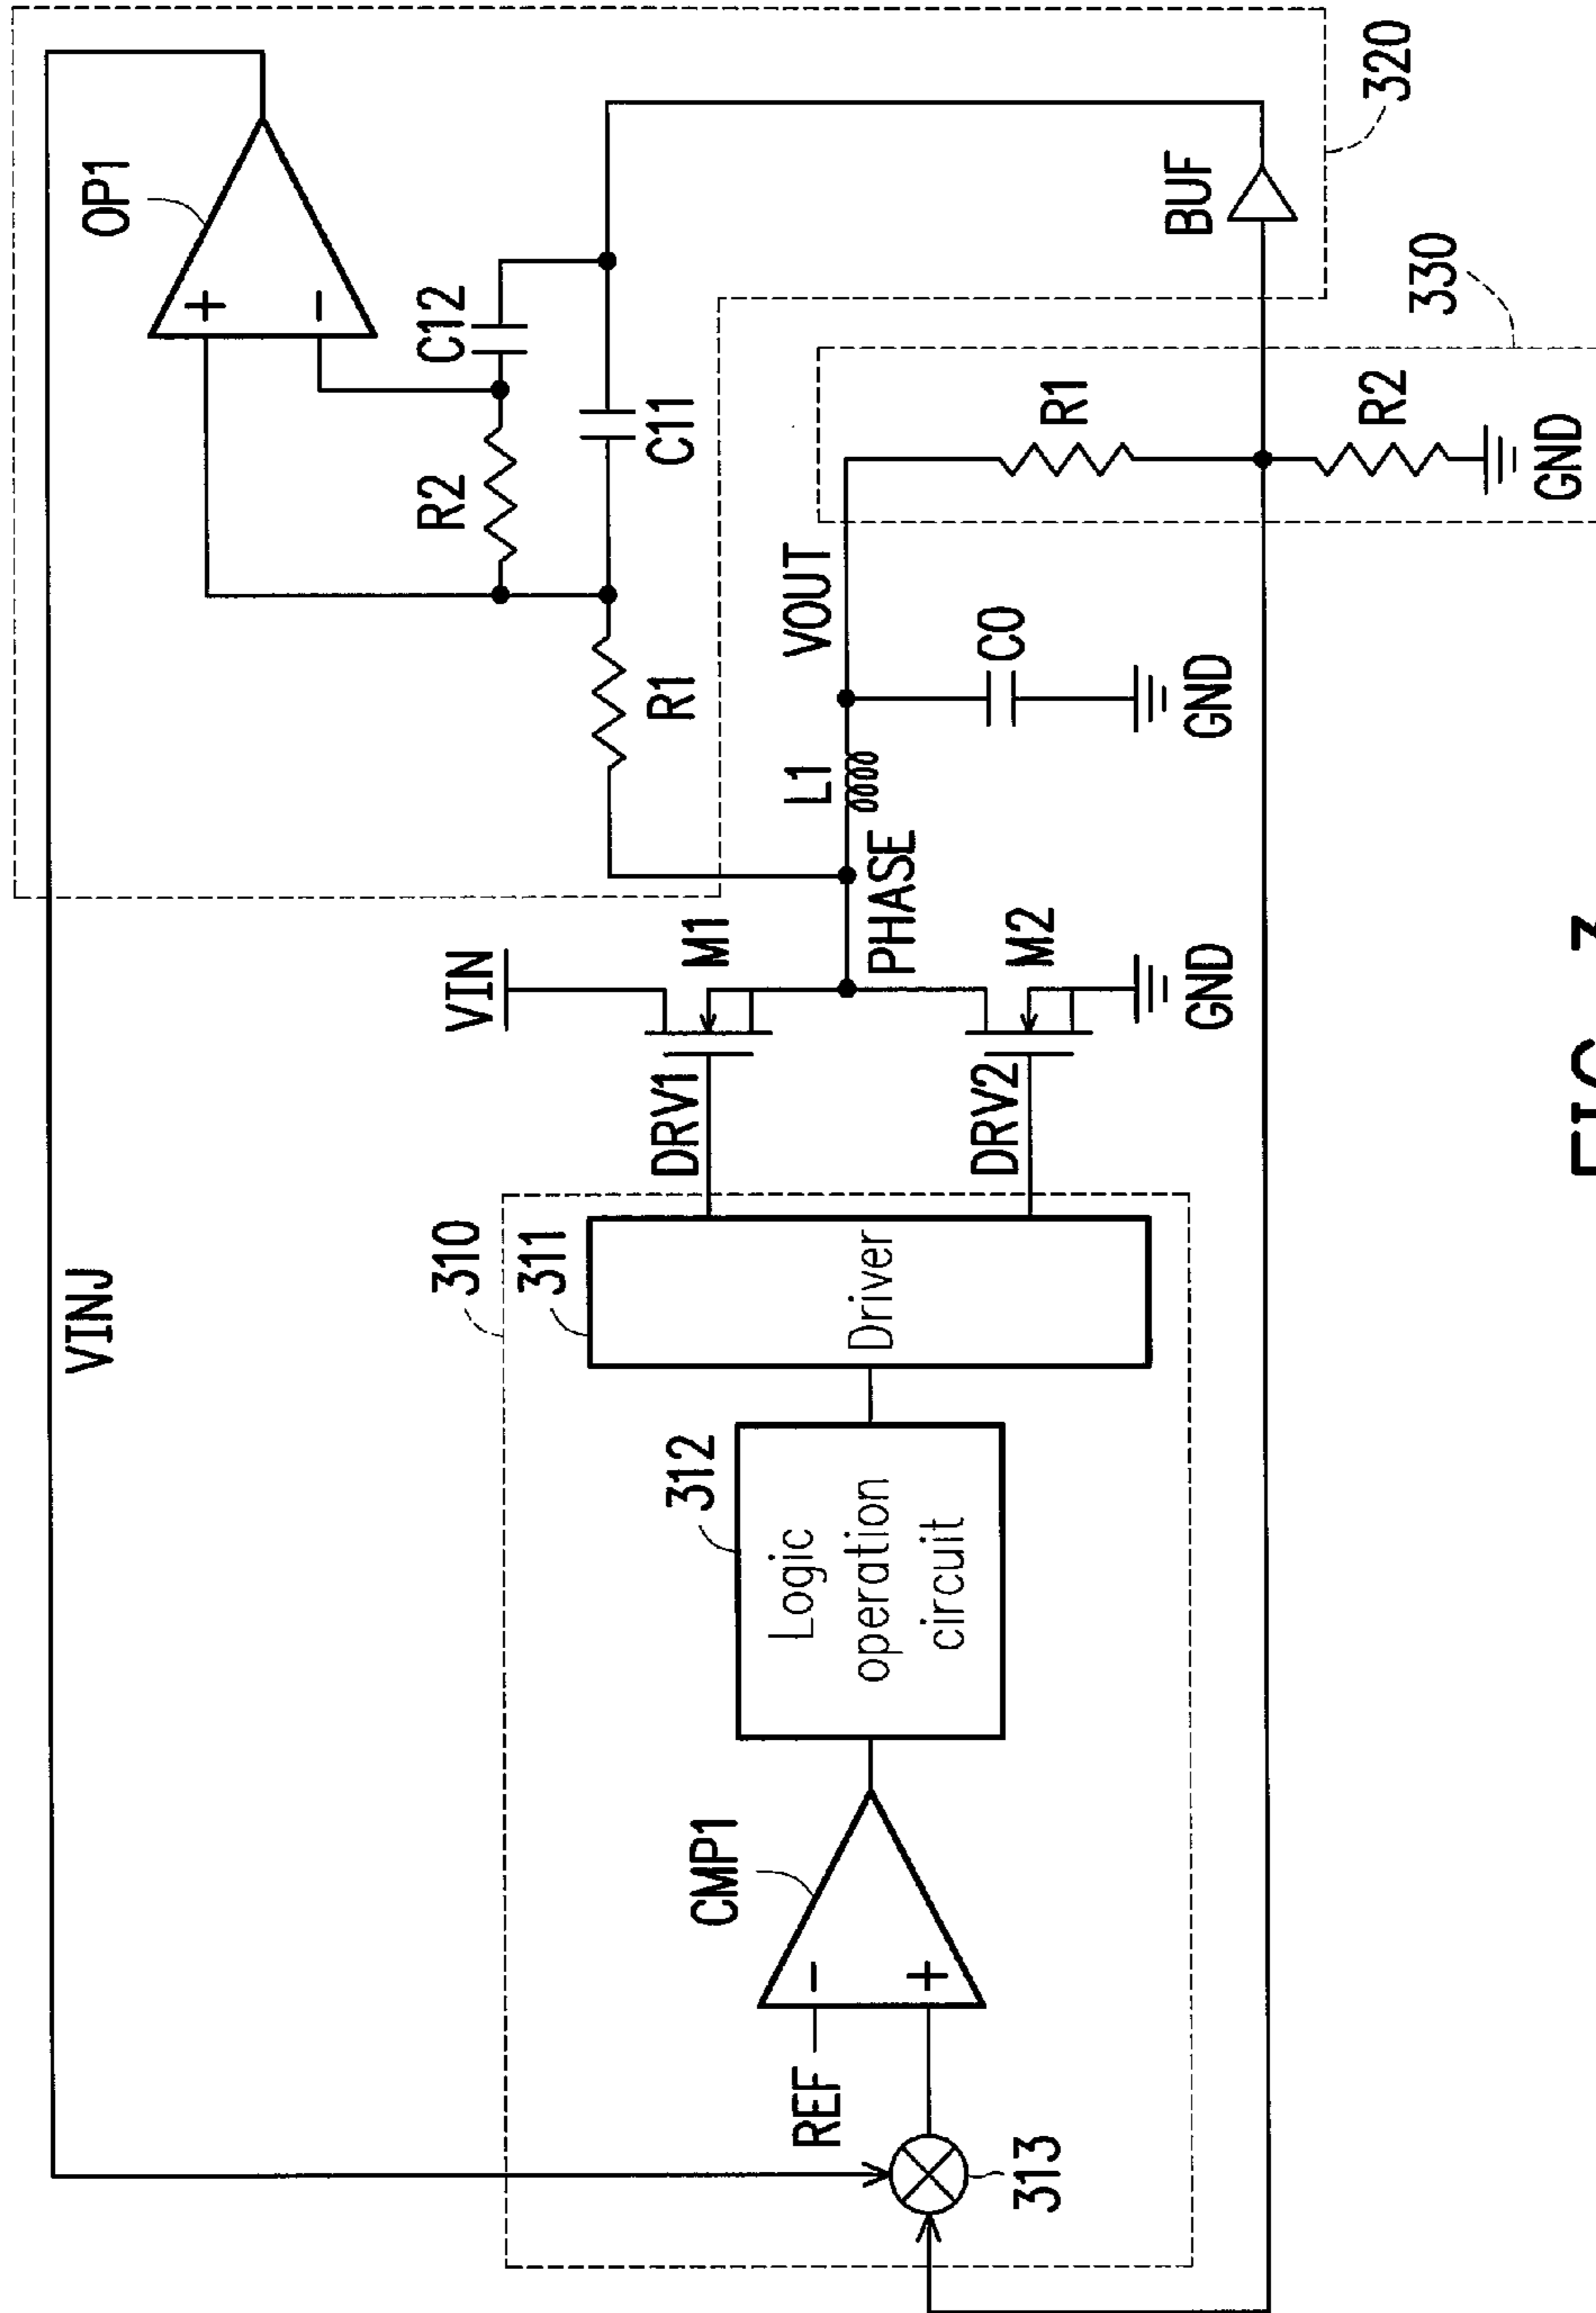 VINJ
OP1
+
−
C12
R2
C11
R1
BUF
320
330
VIN
M1
DRV1
PHASE
L1
VOUT
C0
GND
R1
R2
GND
M2
DRV2
GND
310
311
Driver
312
Logic
operation
circuit
CMP1
−
+
REF
313